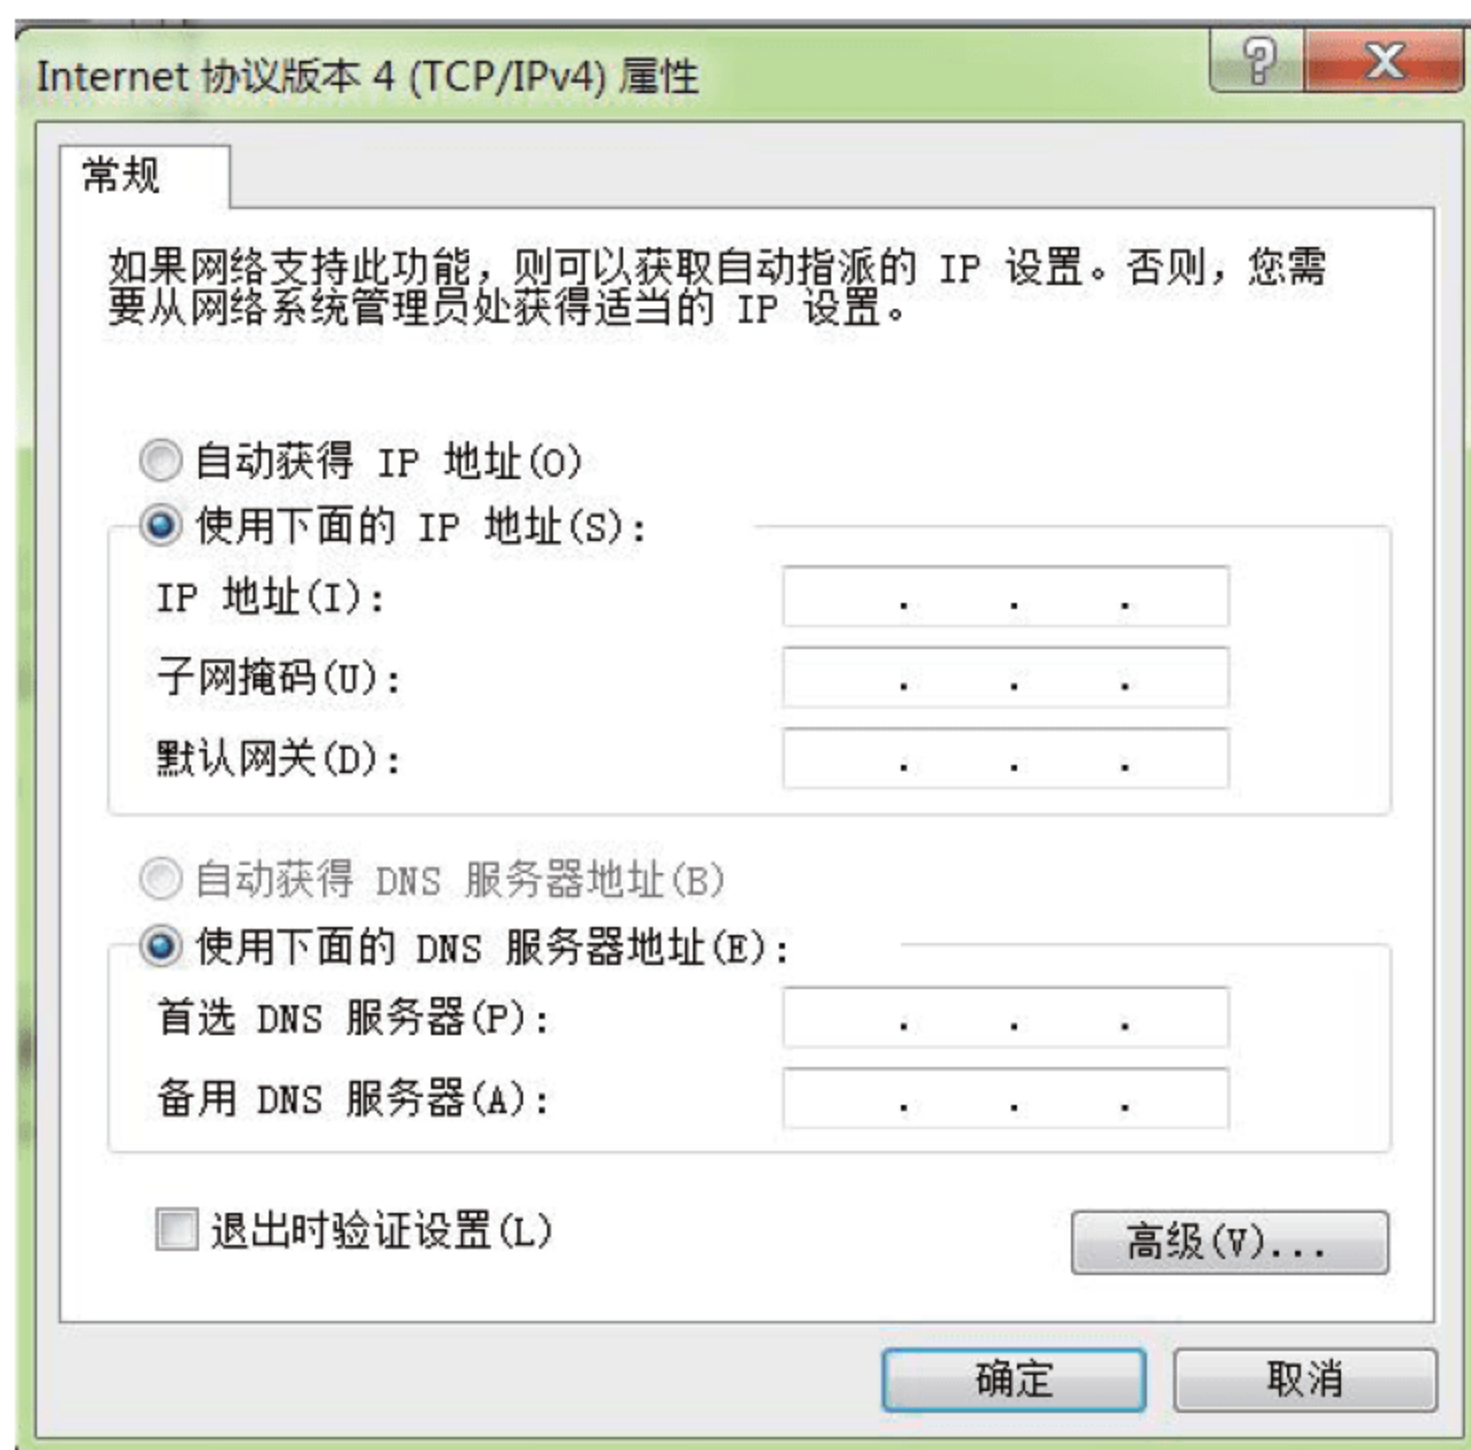 Internet 协议版本 4 (TCP/IPv4) 属性
常规
如果网络支持此功能，则可以获取自动指派的 IP 设置。否则，您需
要从网络系统管理员处获得适当的 IP 设置。
自动获得 IP 地址(O)
使用下面的 IP 地址(S):
IP 地址(I):
. . .
子网掩码(U):
. . .
默认网关(D):
. . .
自动获得 DNS 服务器地址(B)
使用下面的 DNS 服务器地址(E):
首选 DNS 服务器(P):
. . .
备用 DNS 服务器(A):
. . .
退出时验证设置(L)
高级(V)...
确定
取消